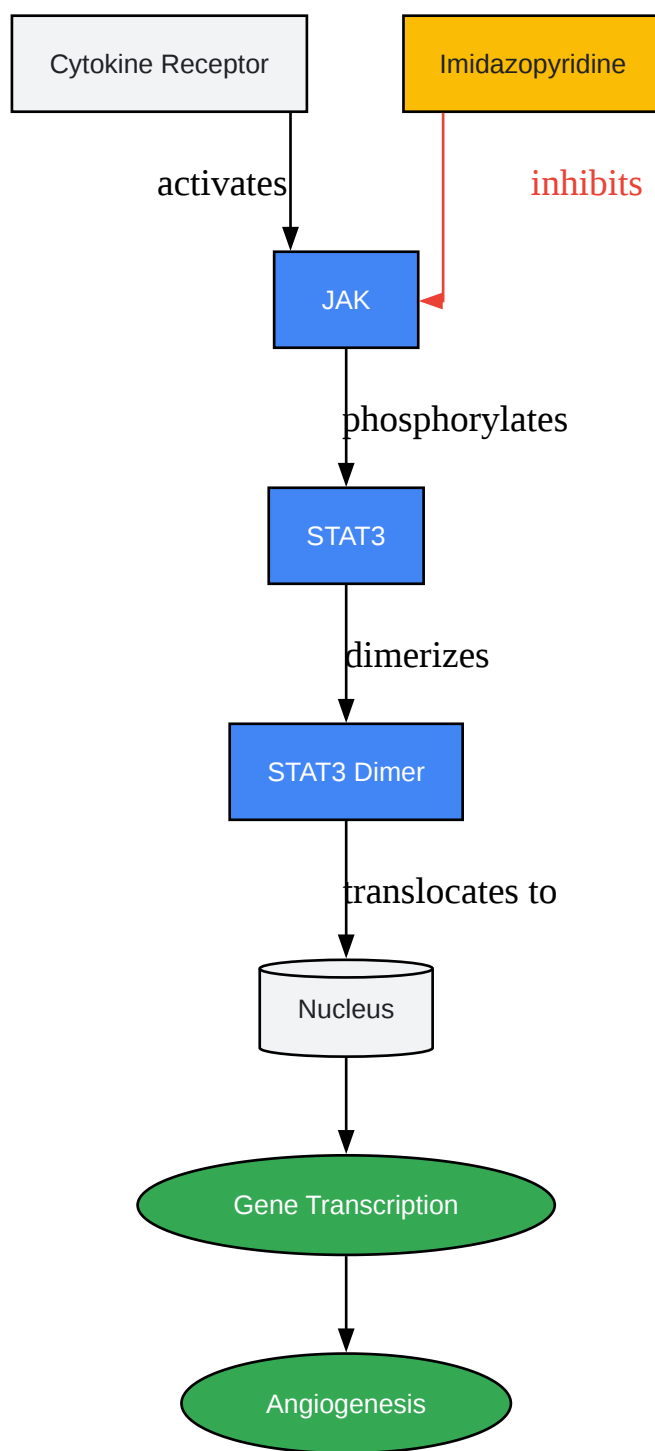 Cytokine Receptor
Imidazopyridine
activates
inhibits
JAK
phosphorylates
STAT3
dimerizes
STAT3 Dimer
translocates to
Nucleus
Gene Transcription
Angiogenesis